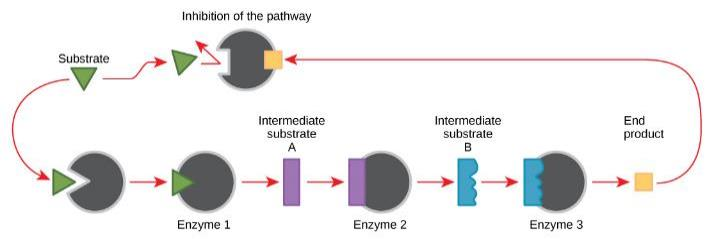 Inhibition of the pathway
Substrate
Intermediate
substrate
A
Intermediate
substrate
B
End
product
Enzyme 1
Enzyme 2
Enzyme 3